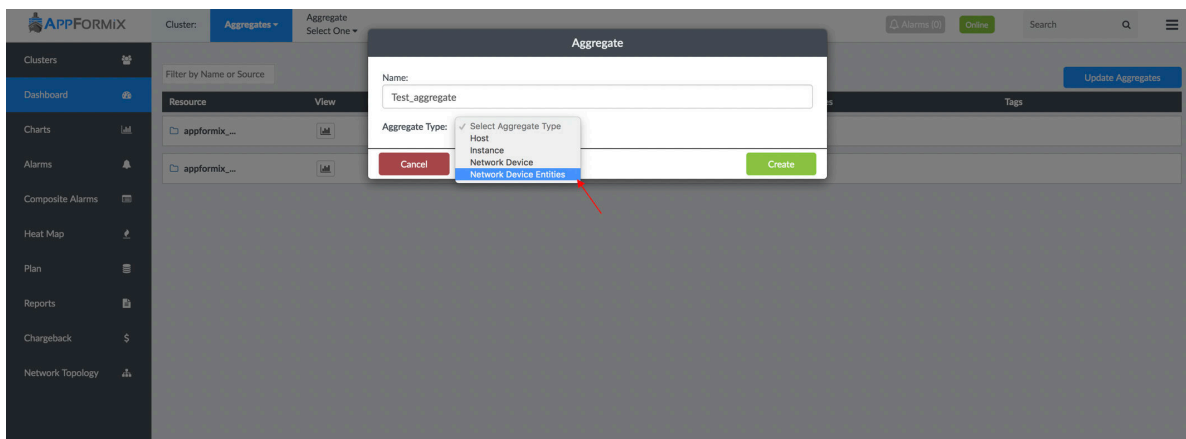 APPFORMIX
Cluster:
Aggregates
Aggregate
Select One
Alarms (0)
Online
Search
Clusters
Dashboard
Charts
Alarms
Composite Alarms
Heat Map
Plan
Reports
Chargeback
$
Network Topology
Filter by Name or Source
Update Aggregates
Resource
View
Tags
appformix_...
appformix_...
Aggregate
Name:
Test_aggregate
Aggregate Type:
✓ Select Aggregate Type
Host
Instance
Network Device
Network Device Entities
Cancel
Create